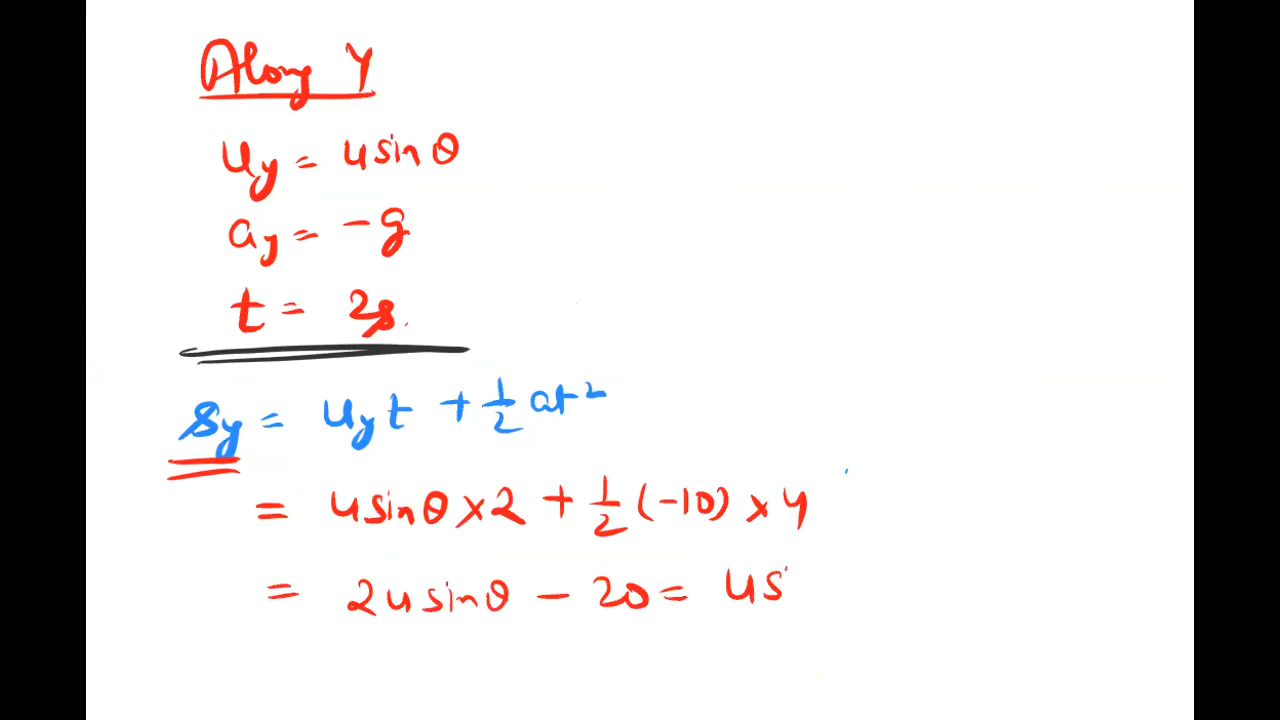 Along Y
uy = u sin θ
ay = -g
t = 2s.
Sy = uy t + 1/2 at²
= u sin θ × 2 + 1/2 (-10) × 4
= 2u sin θ - 20 = us